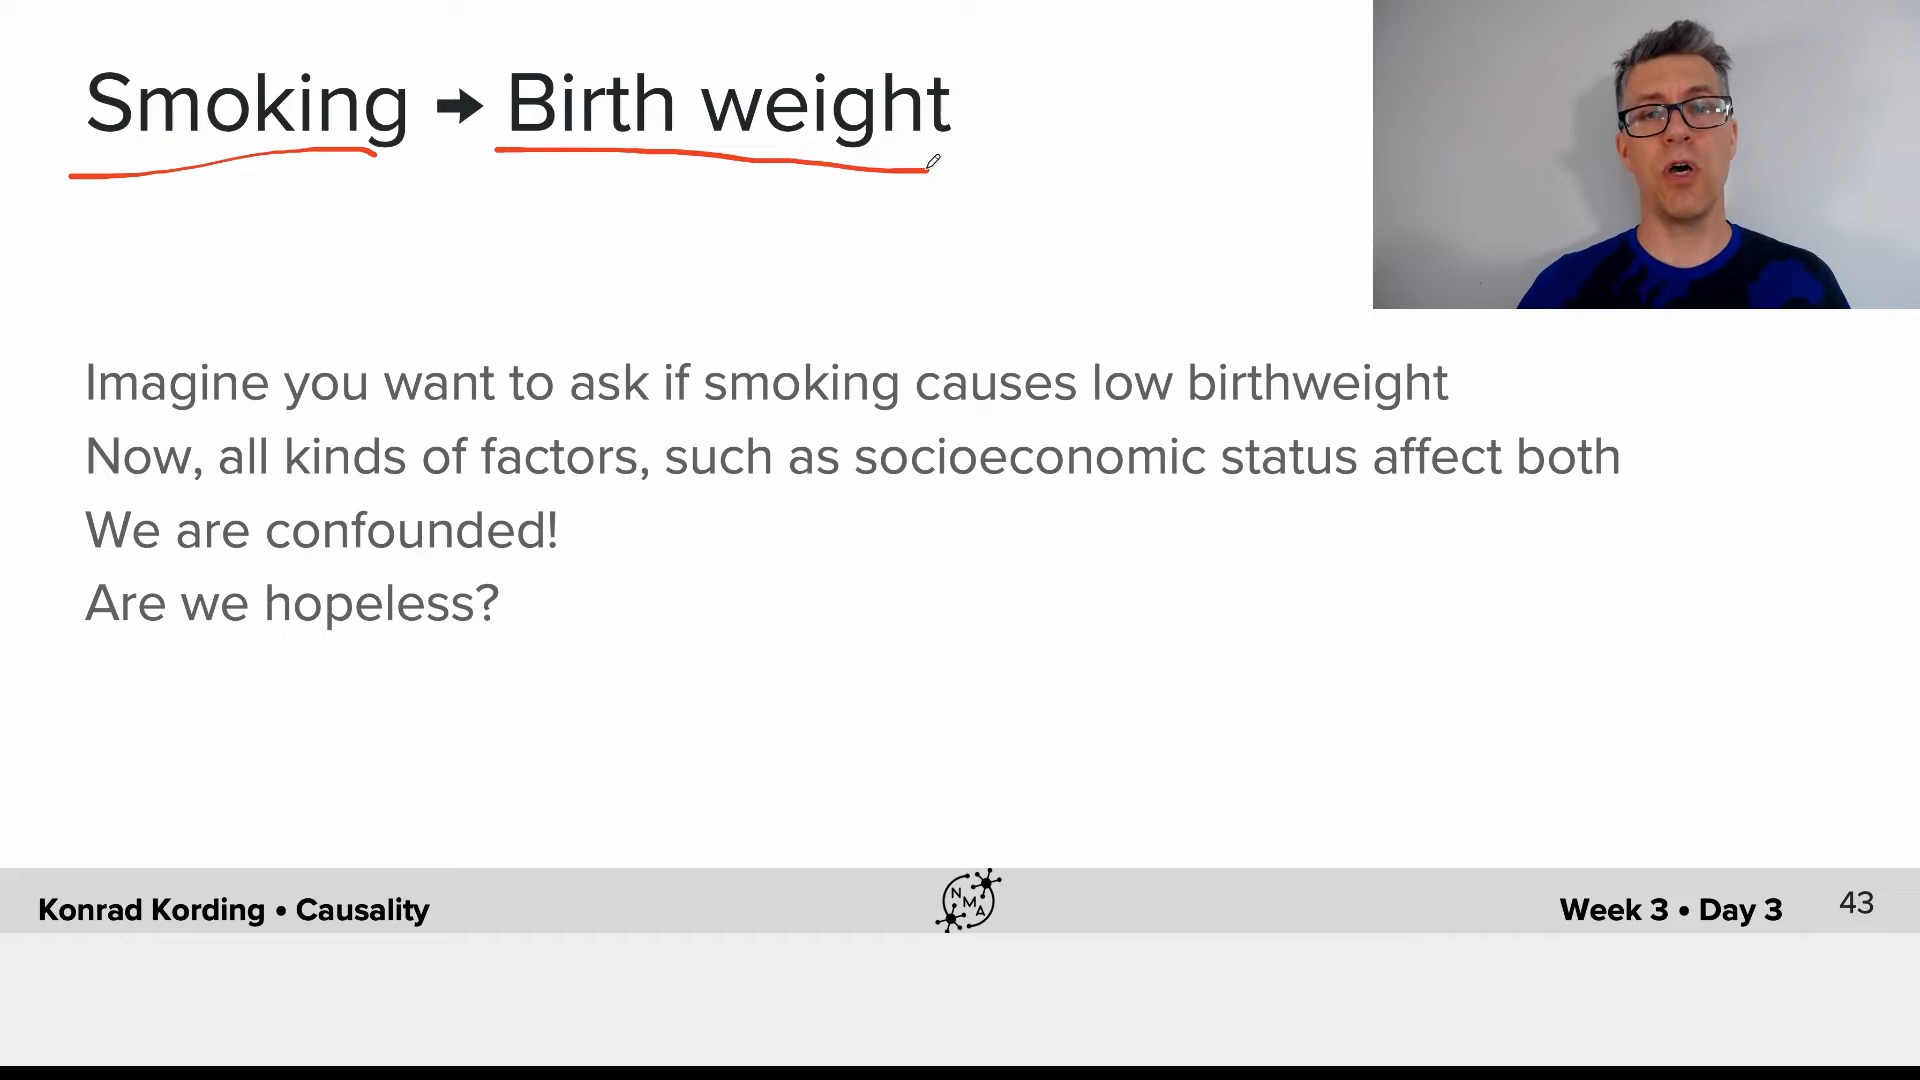 Smoking → Birth weight
Imagine you want to ask if smoking causes low birthweight
Now, all kinds of factors, such as socioeconomic status affect both
We are confounded!
Are we hopeless?
Konrad Kording • Causality
NMA
Week 3 • Day 3
43